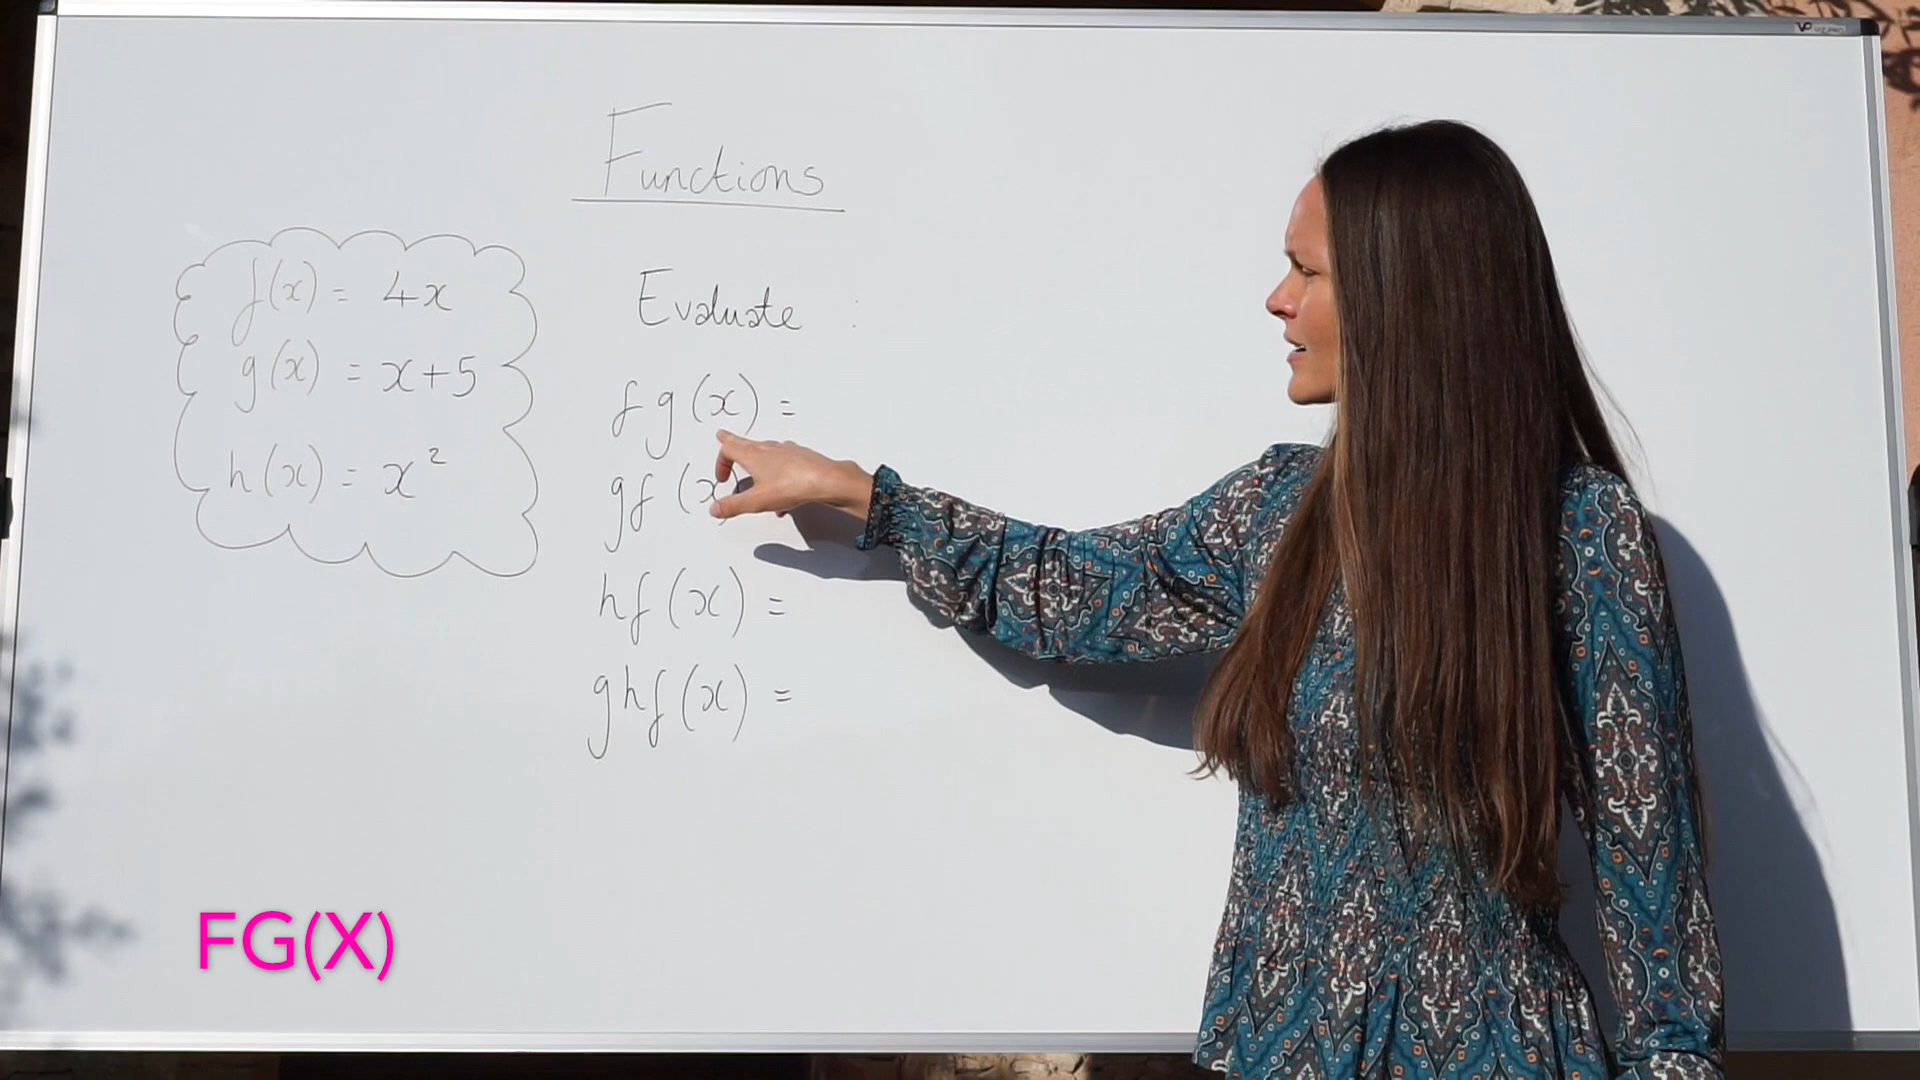 Functions
f(x) = 4x
g(x) = x+5
h(x) = x²
Evaluate :
fg(x) =
gf(x)
hf(x) =
ghf(x) =
FG(X)